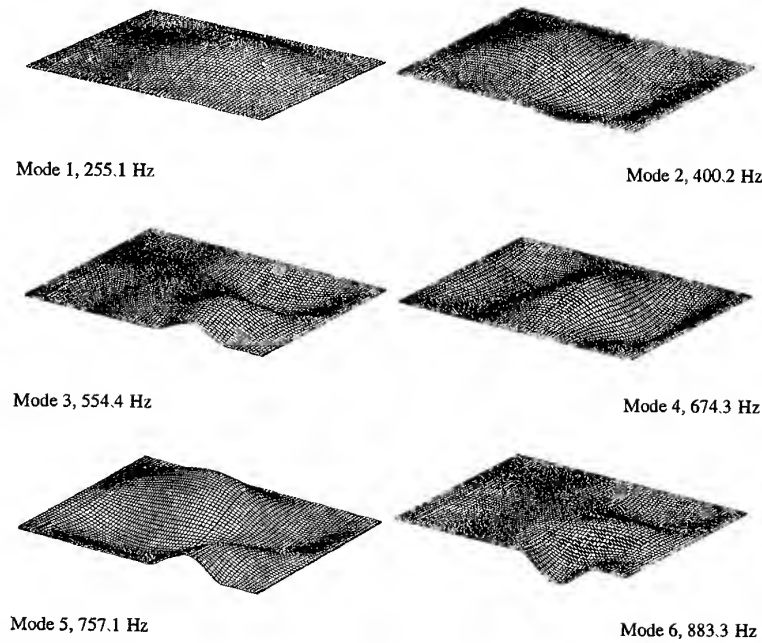 Mode 1, 255.1 Hz
Mode 2, 400.2 Hz
Mode 3, 554.4 Hz
Mode 4, 674.3 Hz
Mode 5, 757.1 Hz
Mode 6, 883.3 Hz